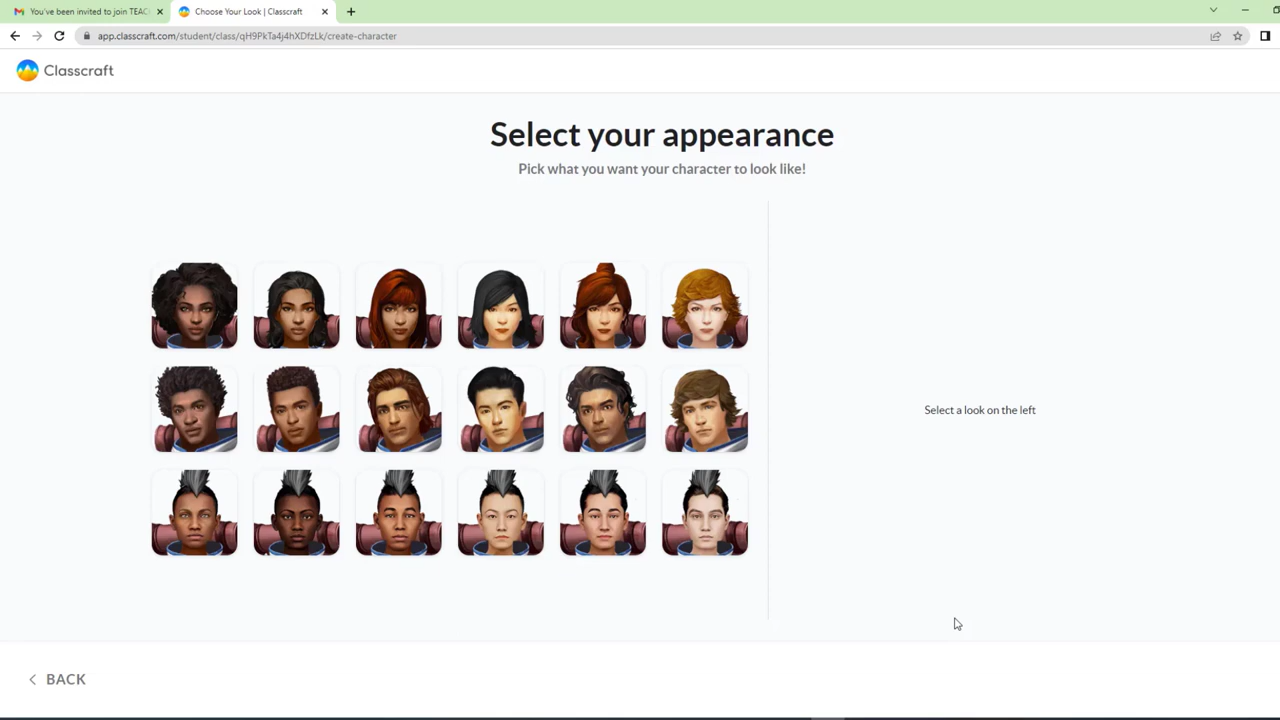 You've been invited to join TEAC
Choose Your Look | Classcraft
app.classcraft.com/student/class/qH9PkTa4j4hXDfzLk/create-character
Classcraft
Select your appearance
Pick what you want your character to look like!
Select a look on the left
BACK